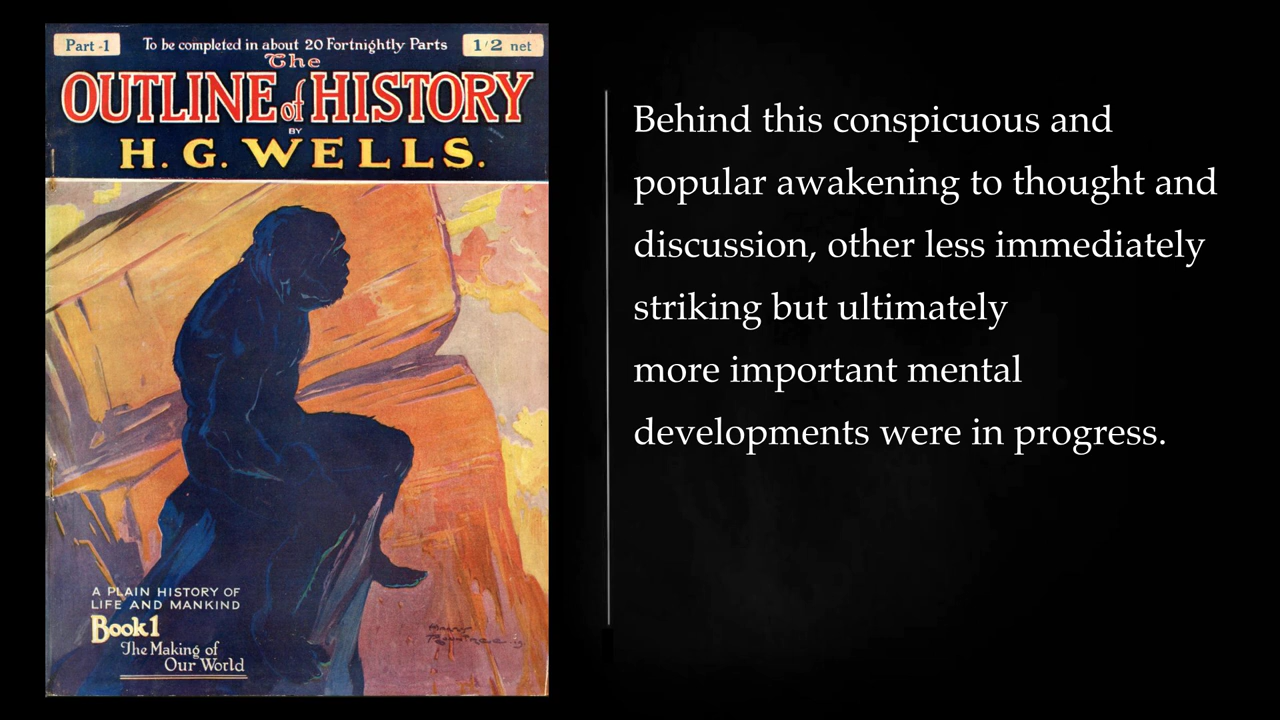 Part -1
To be completed in about 20 Fortnightly Parts
1/2 net
The
OUTLINE of HISTORY
BY
H. G. WELLS.
A PLAIN HISTORY OF
LIFE AND MANKIND
Book 1
The Making of
Our World
Behind this conspicuous and
popular awakening to thought and
discussion, other less immediately
striking but ultimately
more important mental
developments were in progress.